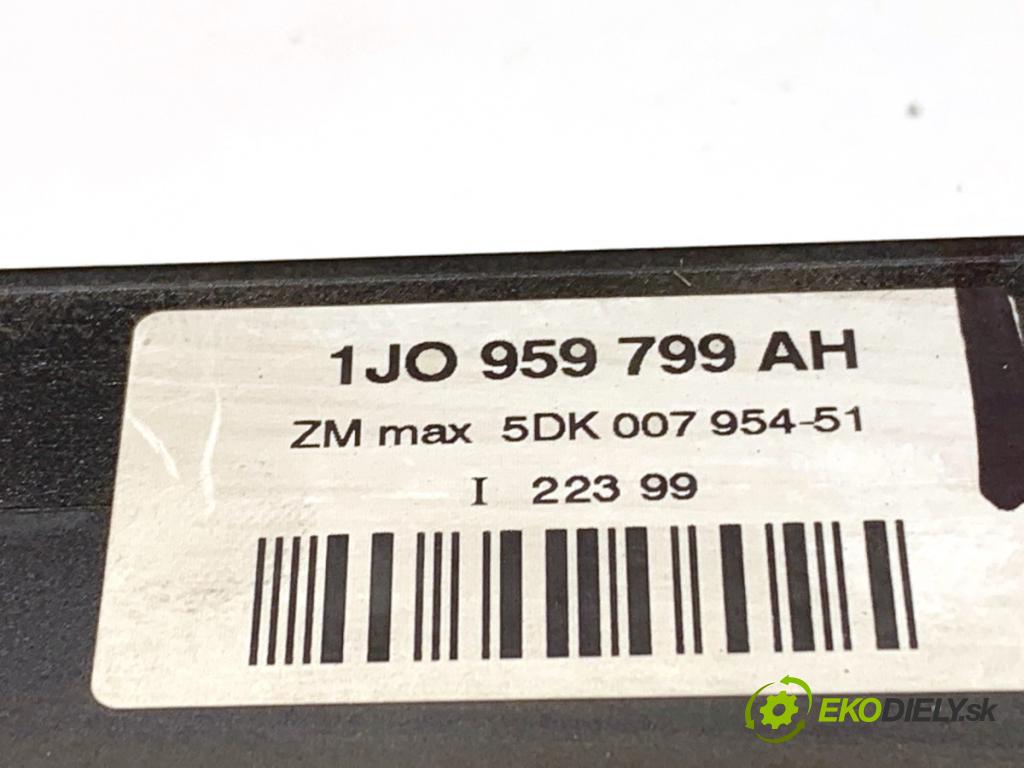 1JO 959 799 AH
ZM max 5DK 007 954-51
I 223 99
EKODIELY.sk